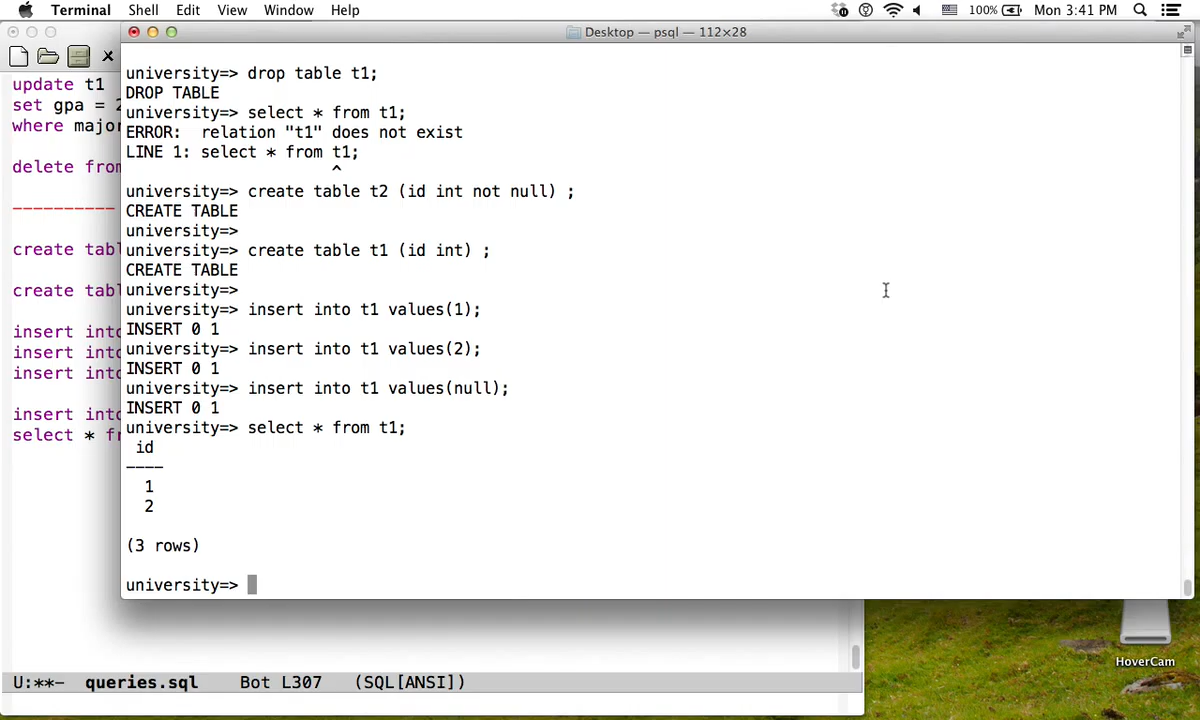 Terminal Shell Edit View Window Help 100% Mon 3:41 PM
Desktop — psql — 112×28
update t1
set gpa = 2
where major
delete from
----------
create tabl
create tabl
insert into
insert into
insert into
insert into
select * fr
university=> drop table t1;
DROP TABLE
university=> select * from t1;
ERROR:  relation "t1" does not exist
LINE 1: select * from t1;
^
university=> create table t2 (id int not null) ;
CREATE TABLE
university=>
university=> create table t1 (id int) ;
CREATE TABLE
university=>
university=> insert into t1 values(1);
INSERT 0 1
university=> insert into t1 values(2);
INSERT 0 1
university=> insert into t1 values(null);
INSERT 0 1
university=> select * from t1;
id
----
1
2
(3 rows)
university=>
HoverCam
U:**- queries.sql Bot L307 (SQL[ANSI])